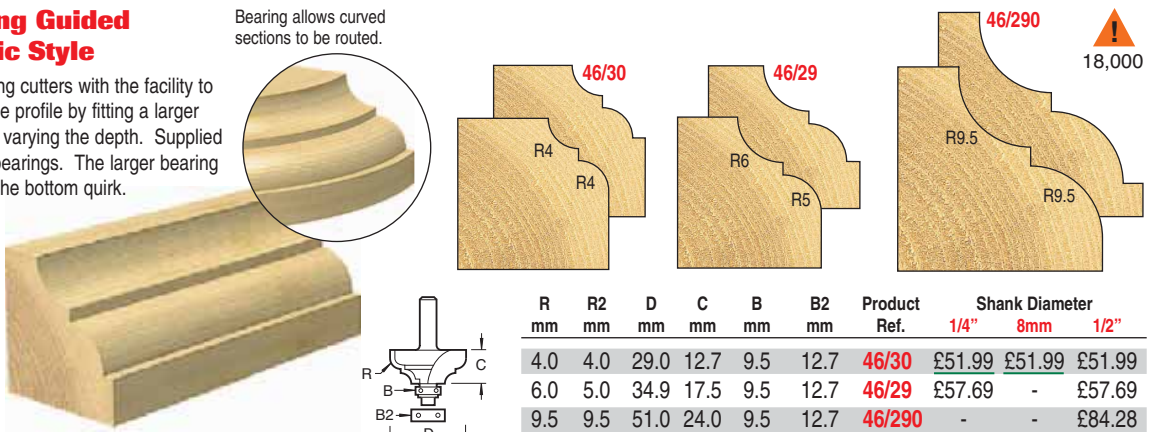 ng Guided
ic Style
ng cutters with the facility to
e profile by fitting a larger
varying the depth. Supplied
bearings. The larger bearing
he bottom quirk.
Bearing allows curved
sections to be routed.
46/30
R4
R4
46/29
R6
R5
46/290
R9.5
R9.5
!
18,000
R
B
B2
C
D
R R2 D C B B2 Product Shank Diameter
mm mm mm mm mm mm Ref. 1/4” 8mm 1/2”
4.0 4.0 29.0 12.7 9.5 12.7 46/30 £51.99 £51.99 £51.99
6.0 5.0 34.9 17.5 9.5 12.7 46/29 £57.69 - £57.69
9.5 9.5 51.0 24.0 9.5 12.7 46/290 - - £84.28